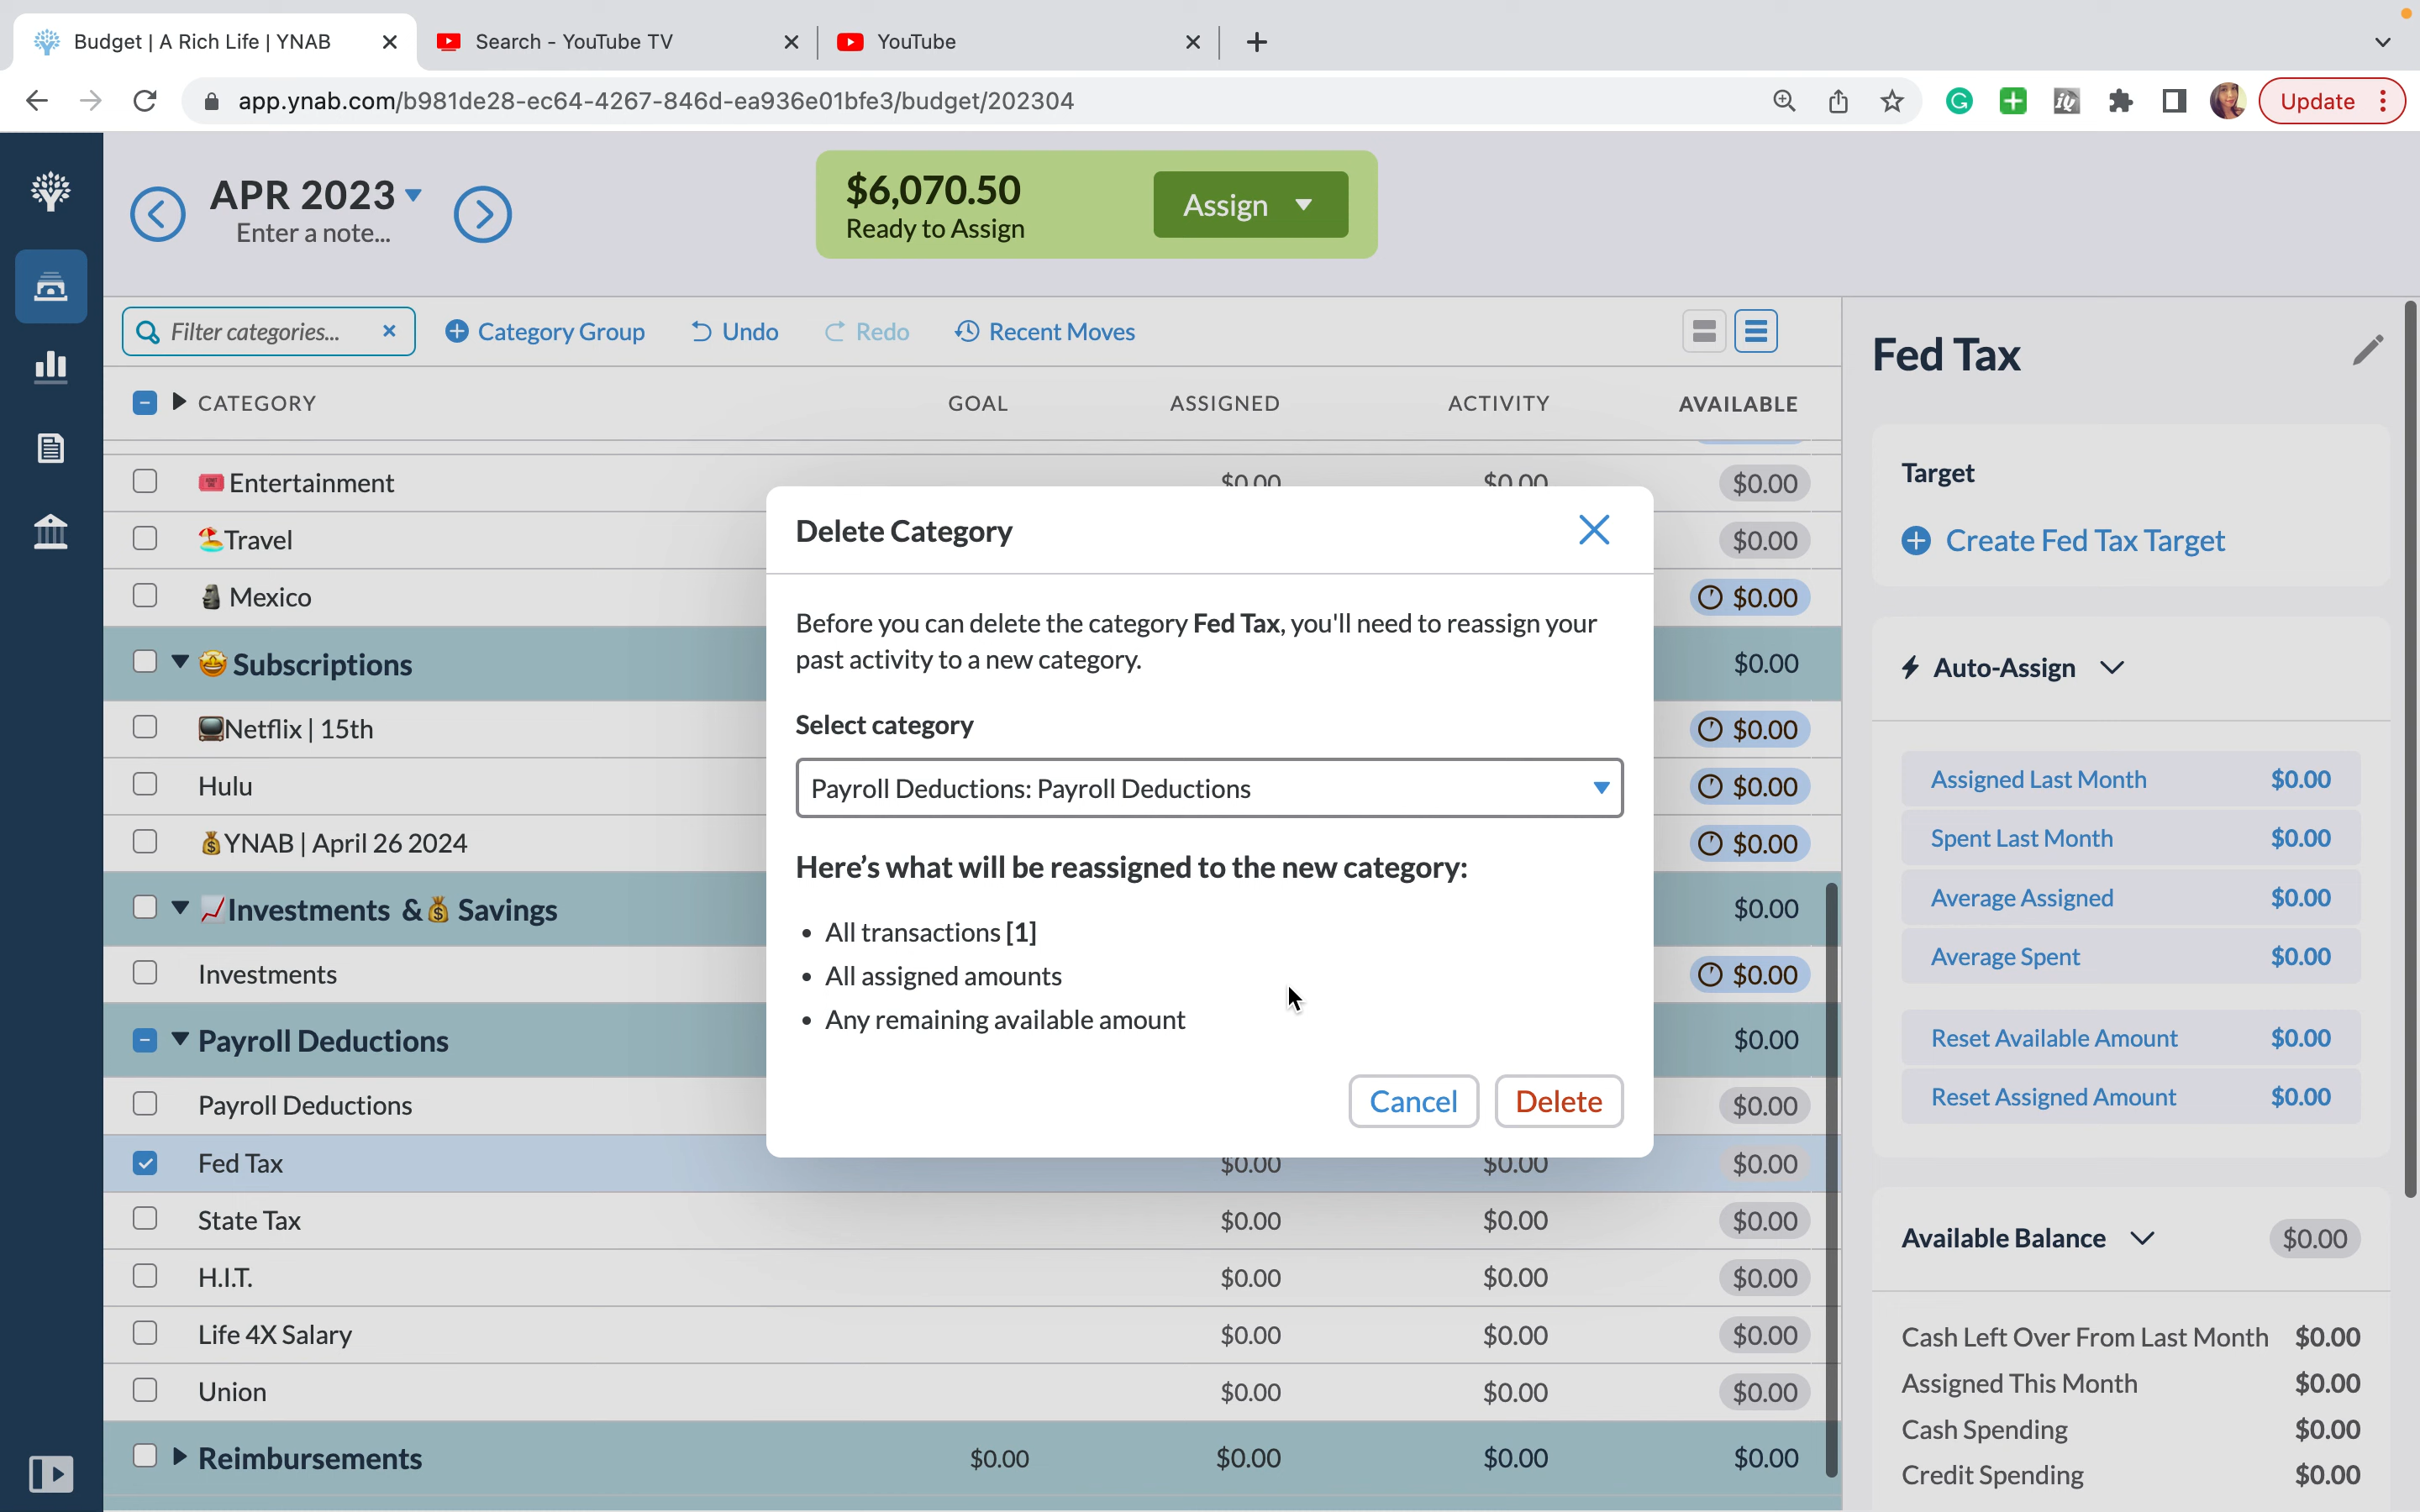 Budget | A Rich Life | YNAB
Search - YouTube TV
YouTube
app.ynab.com/b981de28-ec64-4267-846d-ea936e01bfe3/budget/202304
Update
APR 2023
Enter a note...
$6,070.50
Ready to Assign
Assign
Filter categories...
Category Group
Undo
Redo
Recent Moves
CATEGORY
GOAL
ASSIGNED
ACTIVITY
AVAILABLE
Entertainment $0.00 $0.00 $0.00
Travel $0.00
Mexico $0.00
Subscriptions $0.00
Netflix | 15th $0.00
Hulu $0.00
YNAB | April 26 2024 $0.00
Investments & Savings $0.00
Investments $0.00
Payroll Deductions $0.00
Payroll Deductions $0.00
Fed Tax $0.00 $0.00 $0.00
State Tax $0.00 $0.00 $0.00
H.I.T. $0.00 $0.00 $0.00
Life 4X Salary $0.00 $0.00 $0.00
Union $0.00 $0.00 $0.00
Reimbursements $0.00 $0.00 $0.00 $0.00
Delete Category
Before you can delete the category Fed Tax, you'll need to reassign your
past activity to a new category.
Select category
Payroll Deductions: Payroll Deductions
Here's what will be reassigned to the new category:
• All transactions [1]
• All assigned amounts
• Any remaining available amount
Cancel
Delete
Fed Tax
Target
Create Fed Tax Target
Auto-Assign
Assigned Last Month $0.00
Spent Last Month $0.00
Average Assigned $0.00
Average Spent $0.00
Reset Available Amount $0.00
Reset Assigned Amount $0.00
Available Balance $0.00
Cash Left Over From Last Month $0.00
Assigned This Month $0.00
Cash Spending $0.00
Credit Spending $0.00